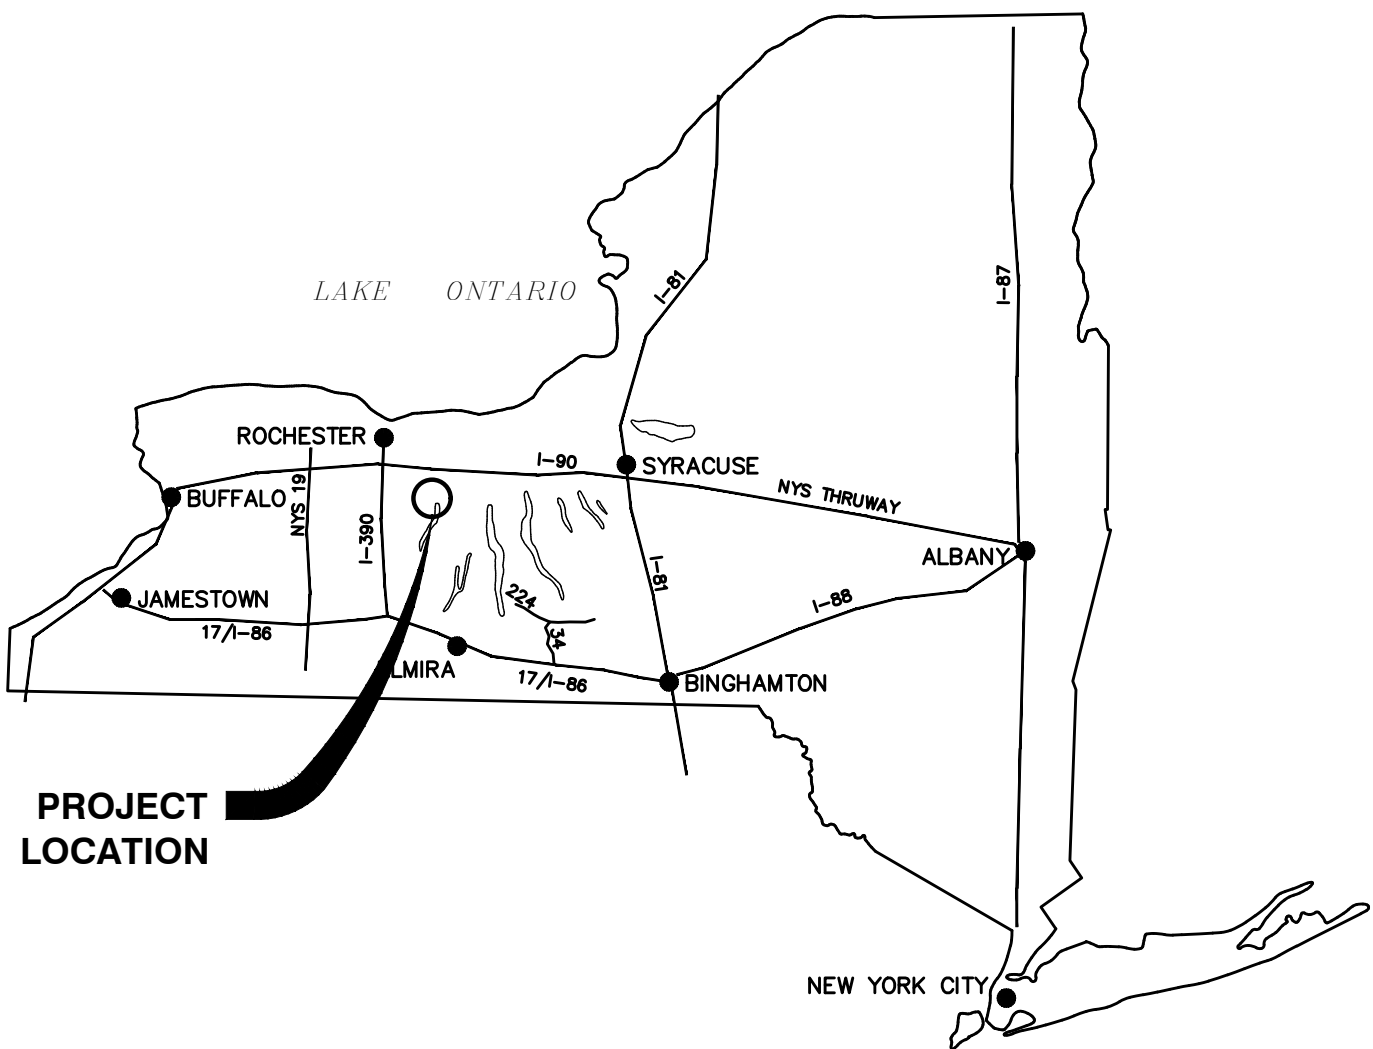 LAKE ONTARIO
I-81
I-87
ROCHESTER
I-90
SYRACUSE
BUFFALO
NYS 19
NYS THRUWAY
I-390
ALBANY
I-81
JAMESTOWN
224
I-88
17/I-86
34
LMIRA
17/I-86
BINGHAMTON
PROJECT
LOCATION
NEW YORK CITY